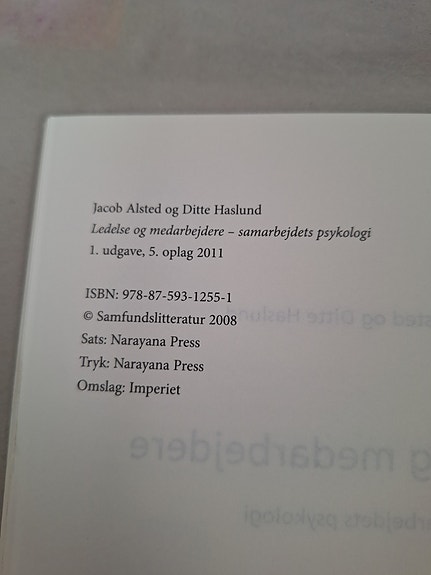 Jacob Alsted og Ditte Haslund
Ledelse og medarbejdere – samarbejdets psykologi
1. udgave, 5. oplag 2011
ISBN: 978-87-593-1255-1
© Samfundslitteratur 2008
Sats: Narayana Press
Tryk: Narayana Press
Omslag: Imperiet